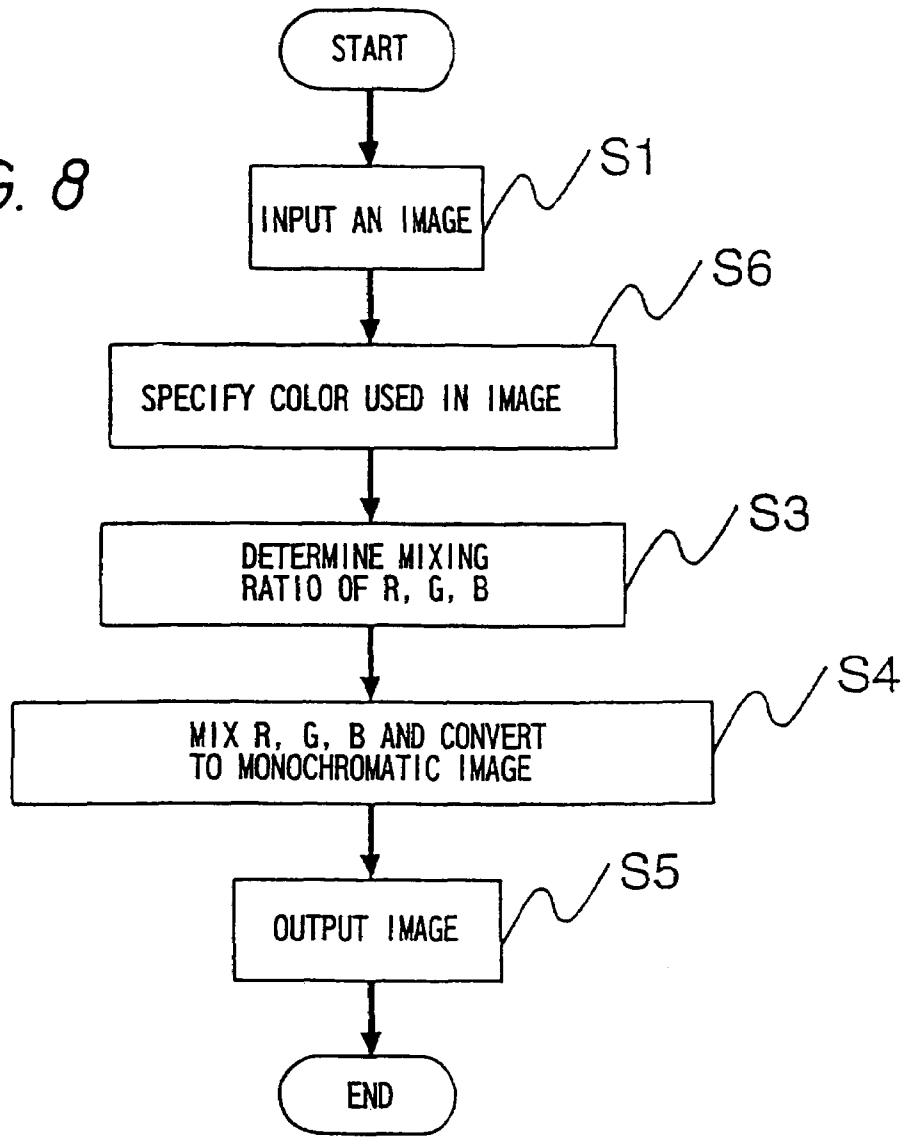 START
G. 8
S1
INPUT AN IMAGE
S6
SPECIFY COLOR USED IN IMAGE
S3
DETERMINE MIXING
RATIO OF R, G, B
S4
MIX R, G, B AND CONVERT
TO MONOCHROMATIC IMAGE
S5
OUTPUT IMAGE
END